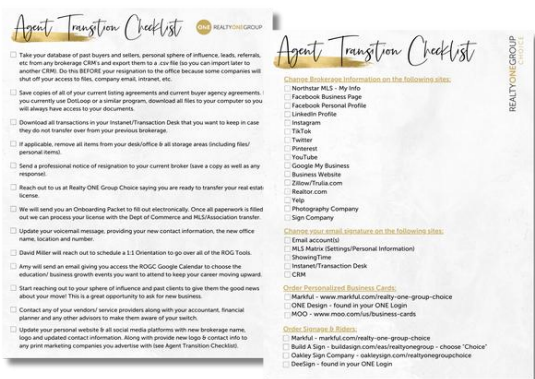 Agent Transition Checklist
ONE REALTYONEGROUP
CHOICE
Take your database of past buyers and sellers, personal sphere of influence, leads, referrals,
etc from any brokerage CRM's and export them to a .csv file (so you can import later to
another CRM). Do this BEFORE your resignation to the office because some companies will
shut off your access to files, company email, intranet, etc.
Save copies of all of your current listing agreements and current buyer agency agreements.
you currently use DotLoop or a similar program, download all files to your computer so you
will always have access to your documents.
Download all transactions in your Instanet/Transaction Desk that you want to keep in case
they do not transfer over from your previous brokerage.
If applicable, remove all items from your desk/office & all storage areas (including files/
personal items).
Send a professional notice of resignation to your current broker (save a copy as well as any
response).
Reach out to us at Realty ONE Group Choice saying you are ready to transfer your real estat
license.
We will send you an Onboarding Packet to fill out electronically. Once all paperwork is filled
out we can process your license with the Dept of Commerce and MLS/Association transfer.
Update your voicemail message, providing your new contact information, the new office
name, location and number.
David Miller will reach out to schedule a 1:1 Orientation to go over all of the ROG Tools.
Amy will send an email giving you access the ROGC Google Calendar to choose the
education/ business growth events you want to attend to keep your career moving upward.
Start reaching out to your sphere of influence and past clients to give them the good news
about your move! This is a great opportunity to ask for new business.
Contact any of your vendors/ service providers along with your accountant, financial
planner and any other advisors to make them aware of your switch.
Update your personal website & all social media platforms with new brokerage name,
logo and updated contact information. Along with provide new logo & contact info to
any print marketing companies you advertise with (see Agent Transition Checklist).
Agent Transition Checklist
REALTYONEGROUP
CHOICE
Change Brokerage Information on the following sites:
Northstar MLS - My Info
Facebook Business Page
Facebook Personal Profile
LinkedIn Profile
Instagram
TikTok
Twitter
Pinterest
YouTube
Google My Business
Business Website
Zillow/Trulia.com
Realtor.com
Yelp
Photography Company
Sign Company
Change your email signature on the following sites:
Email account(s)
MLS Matrix (Settings/Personal Information)
ShowingTime
Instanet/Transaction Desk
CRM
Order Personalized Business Cards:
Markful - www.markful.com/realty-one-group-choice
ONE Design - found in your ONE Login
MOO - www.moo.com/us/business-cards
Order Signage & Riders:
Markful - markful.com/realty-one-group-choice
Build A Sign - buildasign.com/eas/realtyonegroup - choose "Choice"
Oakley Sign Company - oakleysign.com/realtyonegroupchoice
DeeSign - found in your ONE Login